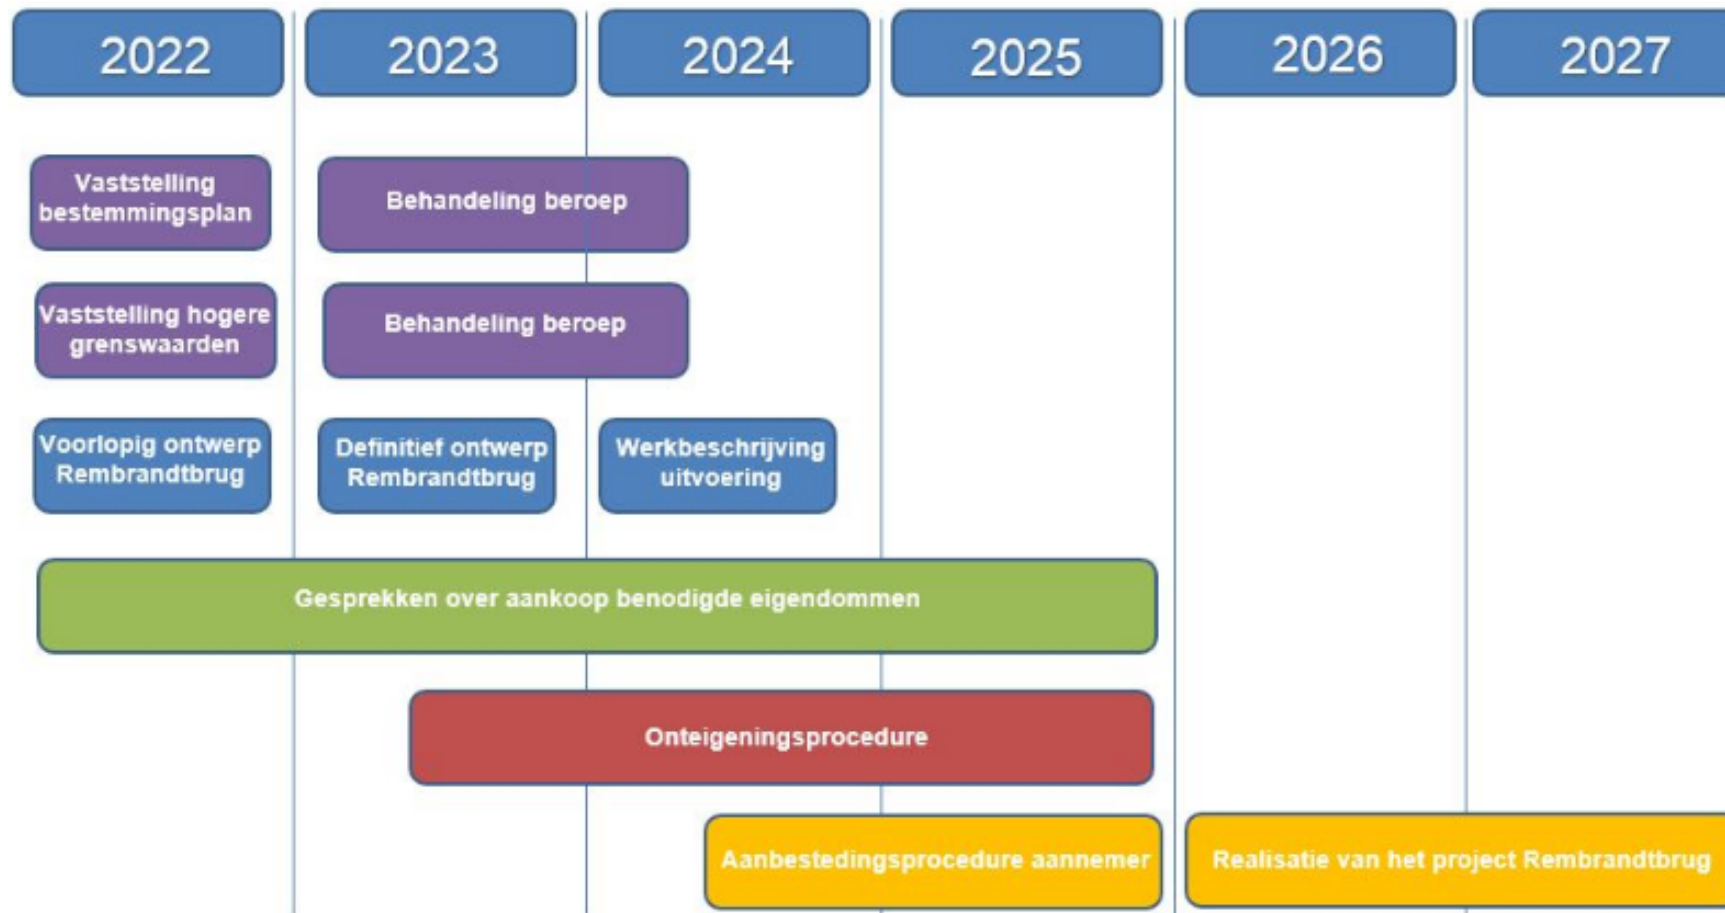 2022
2023
2024
2025
2026
2027
Vaststelling
bestemmingsplan
Behandeling beroep
Vaststelling hogere
grenswaarden
Behandeling beroep
Voorlopig ontwerp
Rembrandtbrug
Definitief ontwerp
Rembrandtbrug
Werkbeschrijving
uitvoering
Gesprekken over aankoop benodigde eigendommen
Onteigeningsprocedure
Aanbestedingsprocedure aannemer
Realisatie van het project Rembrandtbrug